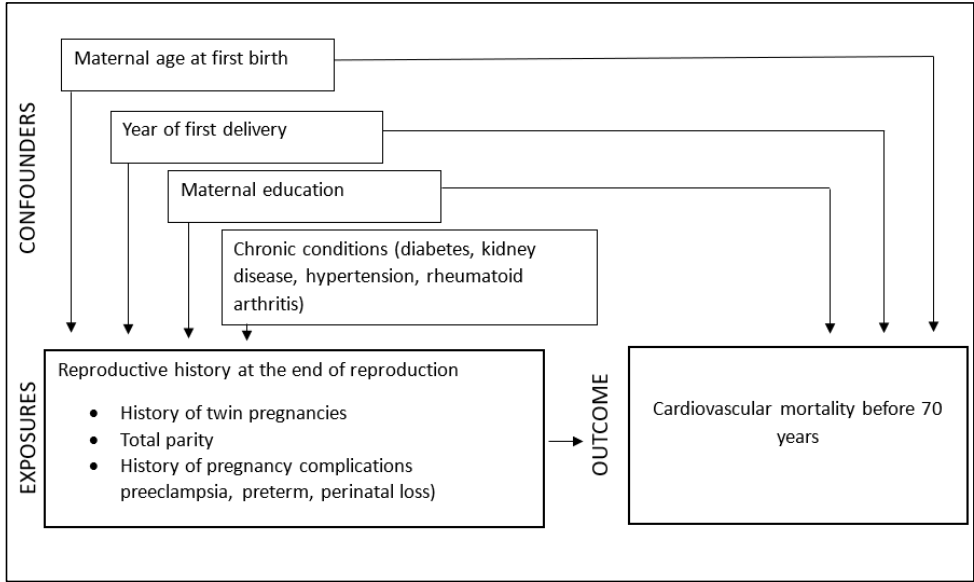 CONFOUNDERS
Maternal age at first birth
Year of first delivery
Maternal education
Chronic conditions (diabetes, kidney
disease, hypertension, rheumatoid
arthritis)
EXPOSURES
Reproductive history at the end of reproduction
• History of twin pregnancies
• Total parity
• History of pregnancy complications
preeclampsia, preterm, perinatal loss)
OUTCOME
Cardiovascular mortality before 70
years